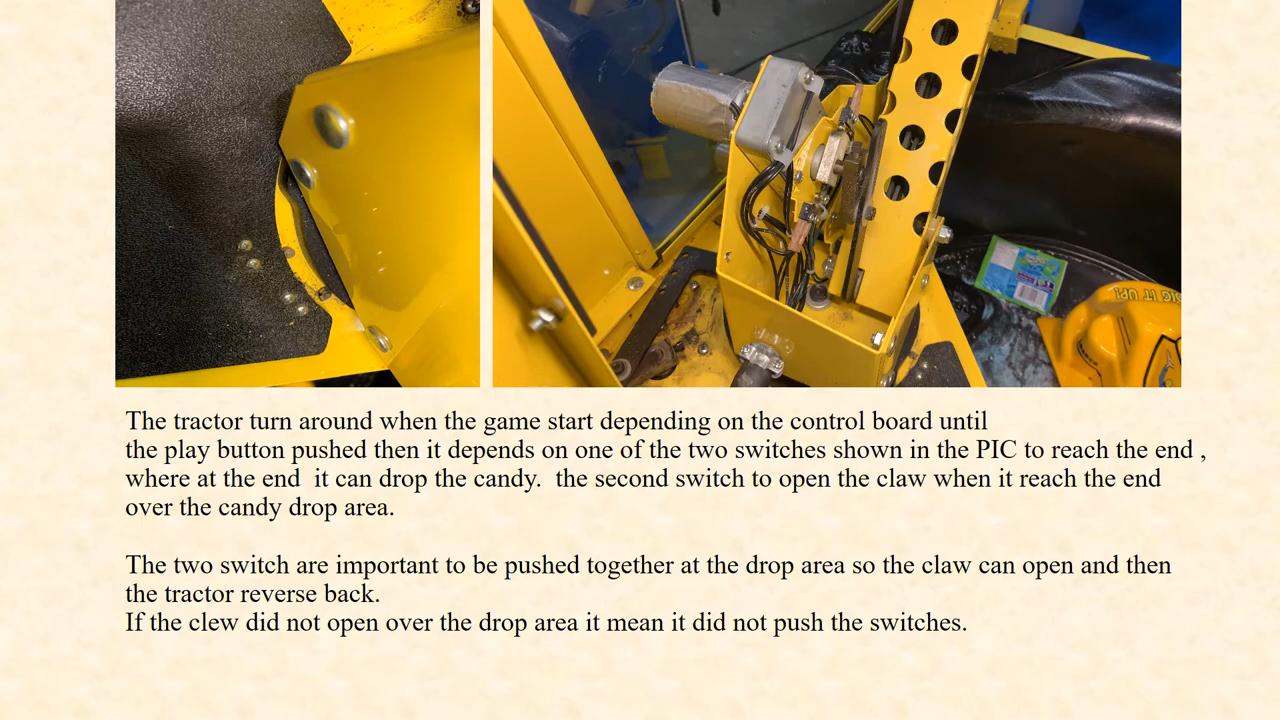 DIG IT UP!
The tractor turn around when the game start depending on the control board until
the play button pushed then it depends on one of the two switches shown in the PIC to reach the end ,
where at the end  it can drop the candy.  the second switch to open the claw when it reach the end
over the candy drop area.
The two switch are important to be pushed together at the drop area so the claw can open and then
the tractor reverse back.
If the clew did not open over the drop area it mean it did not push the switches.